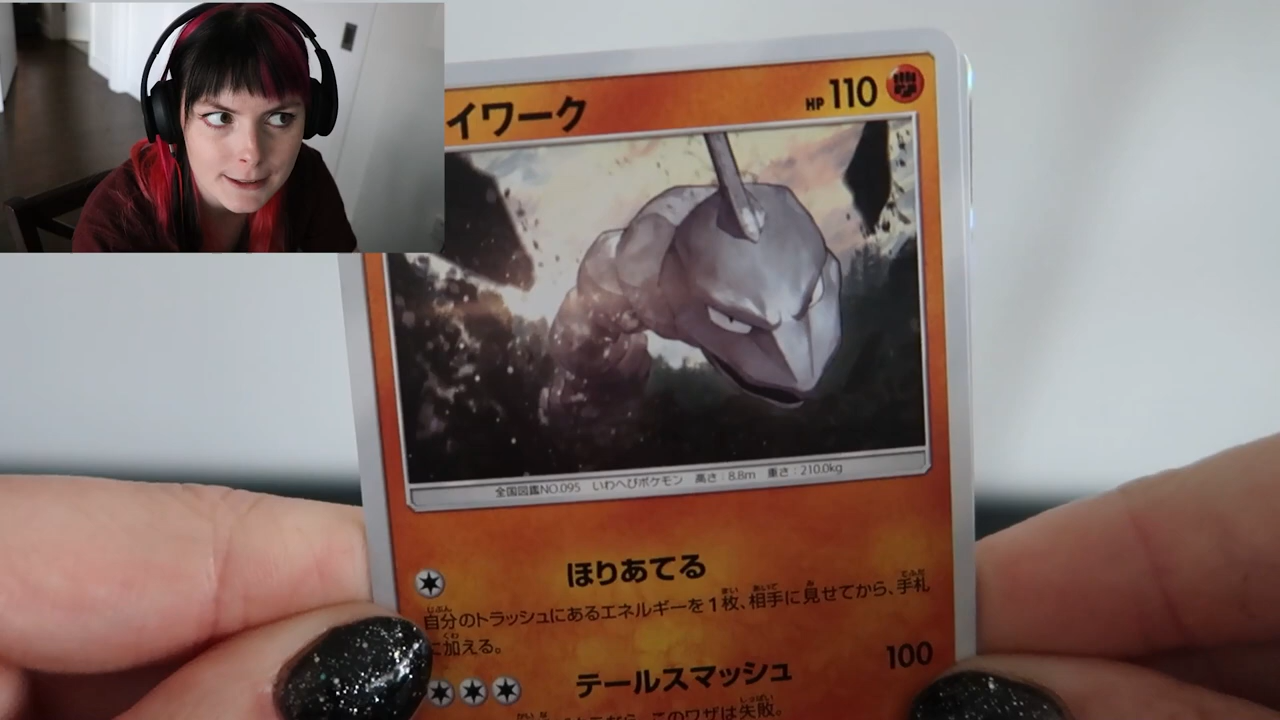 イワーク HP 110
全国図鑑NO.095 いわへびポケモン 高さ:8.8m 重さ:210.0kg
ほりあてる
自分のトラッシュにあるエネルギーを1枚、相手に見せてから、手札
に加える。
テールスマッシュ 100
このワザは失敗。